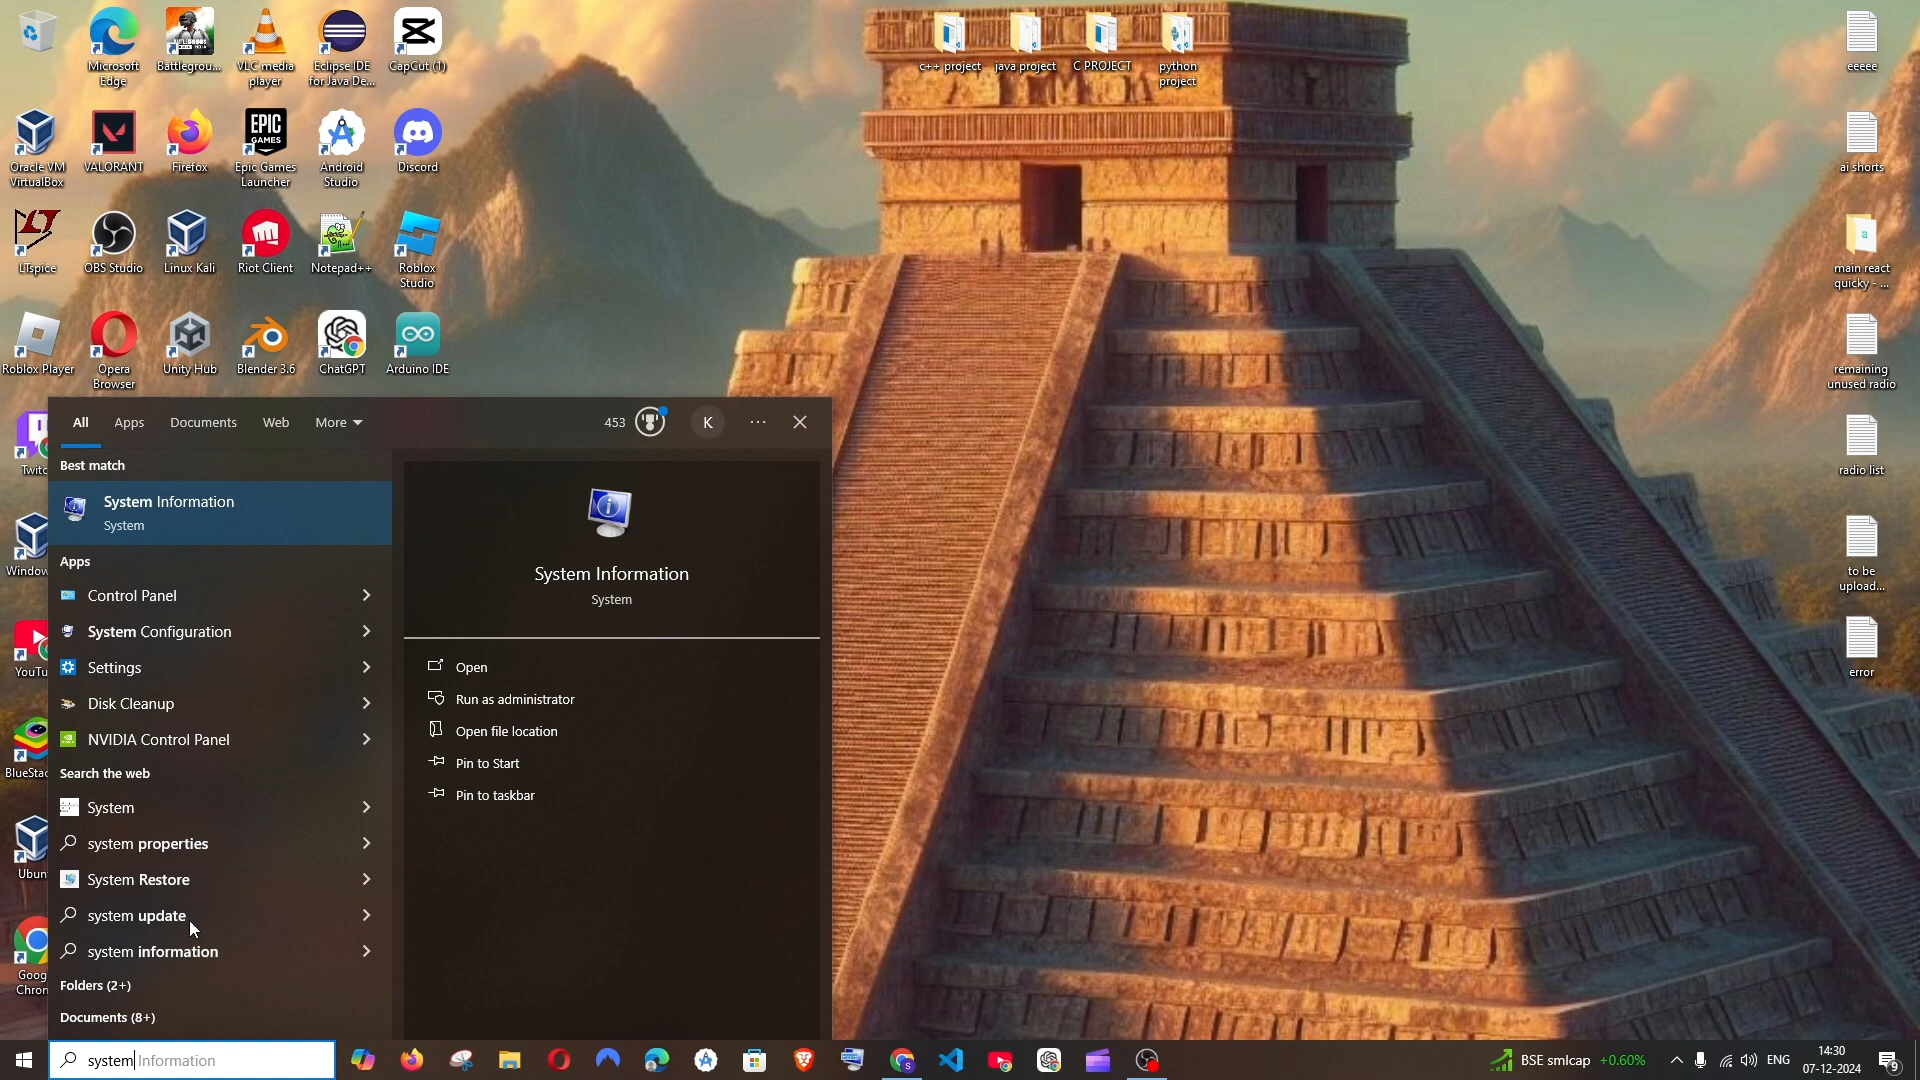 Microsoft
Edge
Battlegrou...
VLC media
player
Eclipse IDE
for Java De...
CapCut (1)
c++ project
java project
C PROJECT
python
project
eeeee
Oracle VM
VirtualBox
VALORANT
Firefox
EPIC
GAMES
Epic Games
Launcher
Android
Studio
Discord
ai shorts
LT
LTspice
OBS Studio
Linux Kali
Riot Client
Notepad++
Roblox
Studio
main react
quicky - ...
Roblox Player
Opera
Browser
Unity Hub
Blender 3.6
ChatGPT
Arduino IDE
remaining
unused radio
All
Apps
Documents
Web
More
453
K
Twitc
radio list
Best match
System Information
System
System Information
System
Window
to be
upload...
Apps
Control Panel
System Configuration
Settings
Disk Cleanup
NVIDIA Control Panel
Open
Run as administrator
Open file location
Pin to Start
Pin to taskbar
YouTu
error
BlueStac
Search the web
System
system properties
System Restore
system update
system information
Ubun
Goog
Chron
Folders (2+)
Documents (8+)
system Information
BSE smlcap +0.60%
ENG
14:30
07-12-2024
9